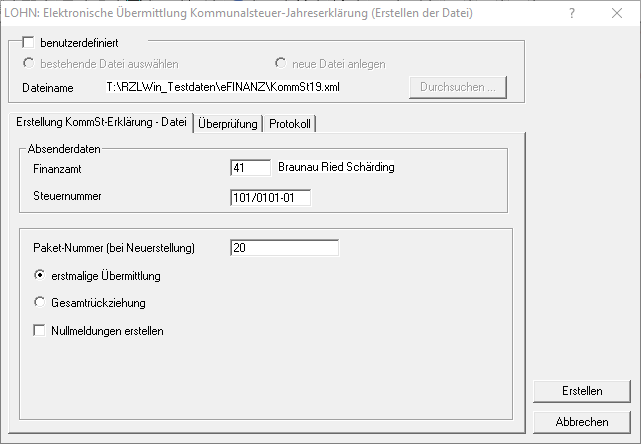 LOHN: Elektronische Übermittlung Kommunalsteuer-Jahreserklärung (Erstellen der Datei)
benutzerdefiniert
bestehende Datei auswählen
neue Datei anlegen
Dateiname
T:\RZLWin_Testdaten\eFINANZ\KommSt19.xml
Durchsuchen ...
Erstellung KommSt-Erklärung - Datei
Überprüfung
Protokoll
Absenderdaten
Finanzamt
41
Braunau Ried Schärding
Steuernummer
101/0101-01
Paket-Nummer (bei Neuerstellung)
20
erstmalige Übermittlung
Gesamtrückziehung
Nullmeldungen erstellen
Erstellen
Abbrechen